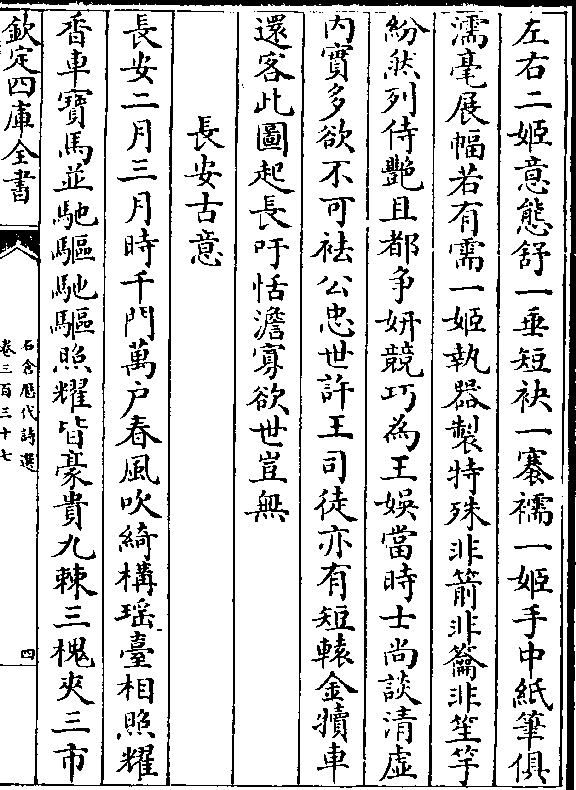 左右二姬意態舒一垂短袂一褰襦一姬手中紙筆俱
濡毫展幅若有需一姬執器製特殊非箭非籥非笙竽
紛然列侍艷且都争妍競巧為王娛當時士尚談清虛
内實多欲不可祛公忠世許王司徒亦有短轅金犢車
還客此圖起長吁恬澹寡欲世豈無
長安古意
長安二月三月時千門萬户春風吹綺構瑶臺相照耀
香車寶馬並馳驅馳驅照耀皆豪貴九棘三槐夾三市
欽定四庫全書
石倉歴代詩選
卷三百三十七
四